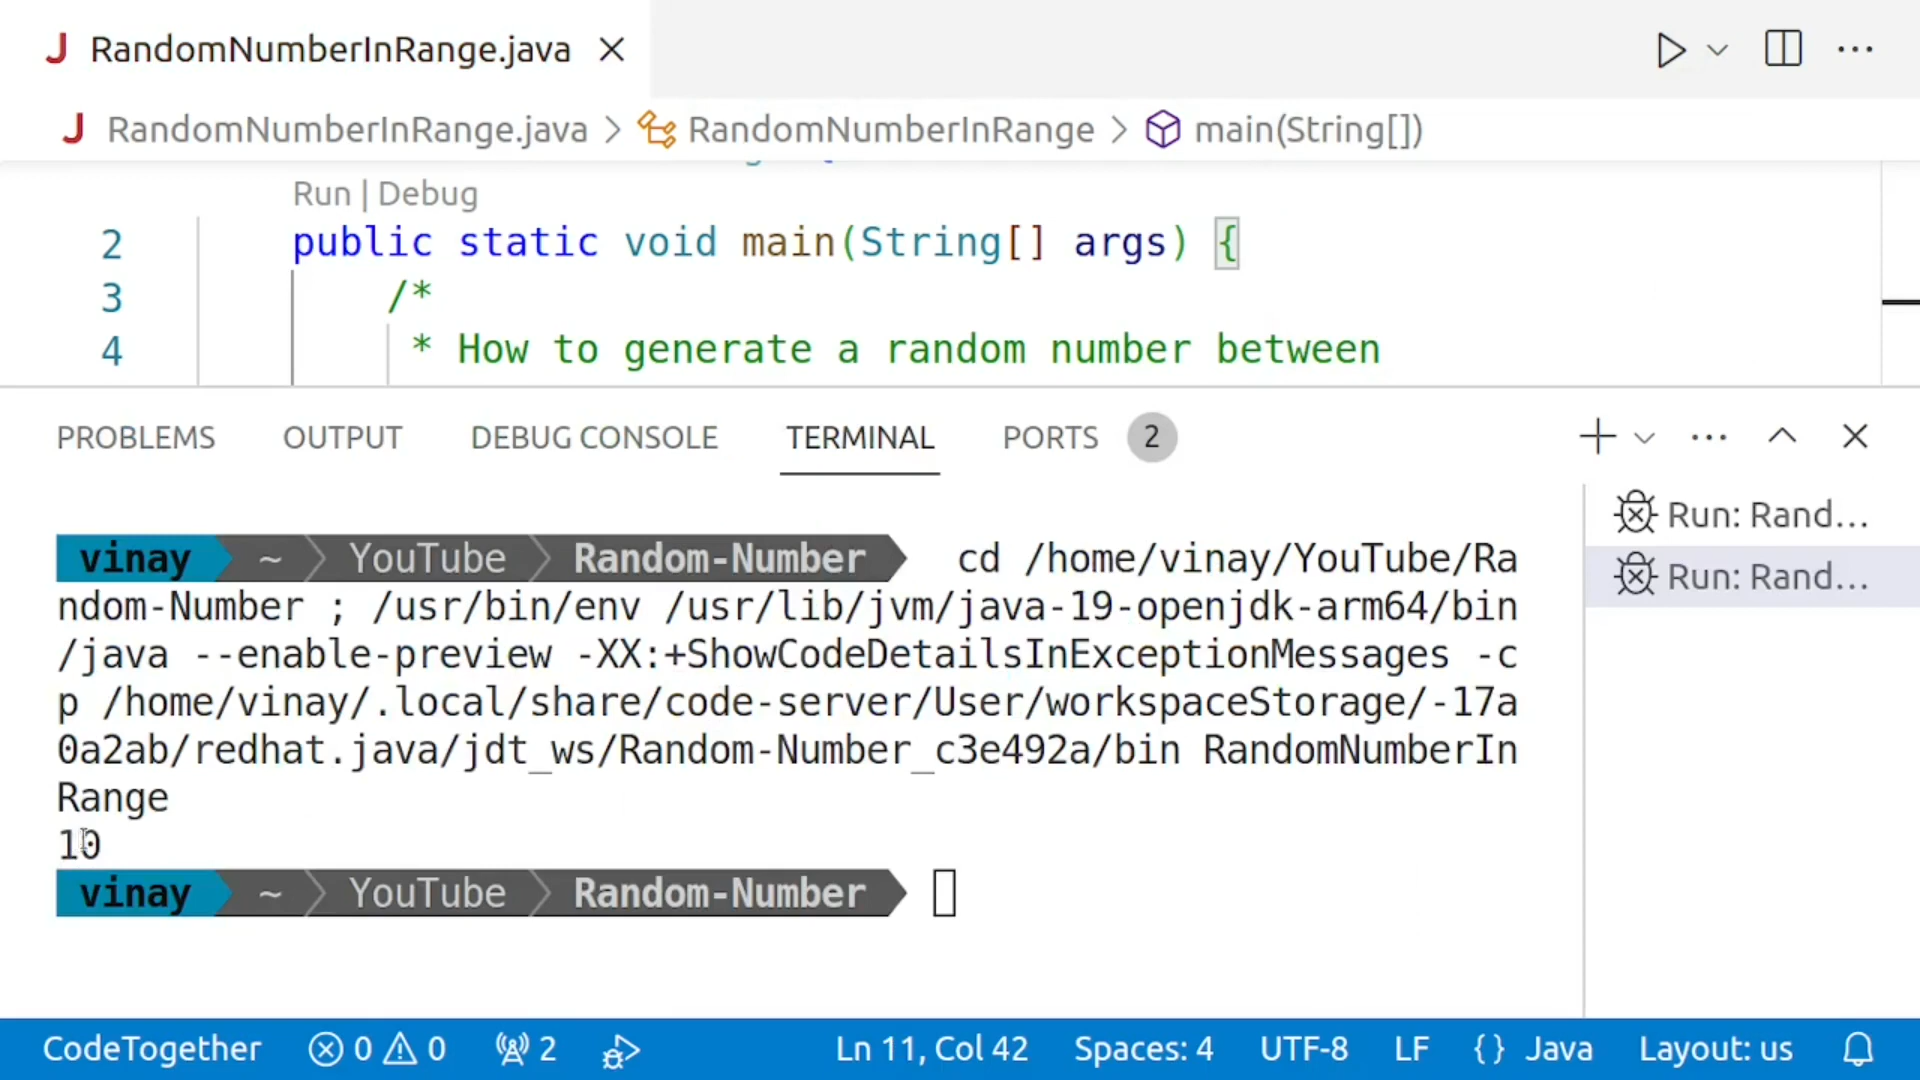 RandomNumberInRange.java
RandomNumberInRange.java > RandomNumberInRange > main(String[])
Run | Debug
2 public static void main(String[] args) {
3 /*
4 * How to generate a random number between
PROBLEMS OUTPUT DEBUG CONSOLE TERMINAL PORTS 2
Run: Rand...
Run: Rand...
vinay ~ YouTube Random-Number cd /home/vinay/YouTube/Ra
ndom-Number ; /usr/bin/env /usr/lib/jvm/java-19-openjdk-arm64/bin
/java --enable-preview -XX:+ShowCodeDetailsInExceptionMessages -c
p /home/vinay/.local/share/code-server/User/workspaceStorage/-17a
0a2ab/redhat.java/jdt_ws/Random-Number_c3e492a/bin RandomNumberIn
Range
10
vinay ~ YouTube Random-Number
CodeTogether 0 0 2 Ln 11, Col 42 Spaces: 4 UTF-8 LF {} Java Layout: us